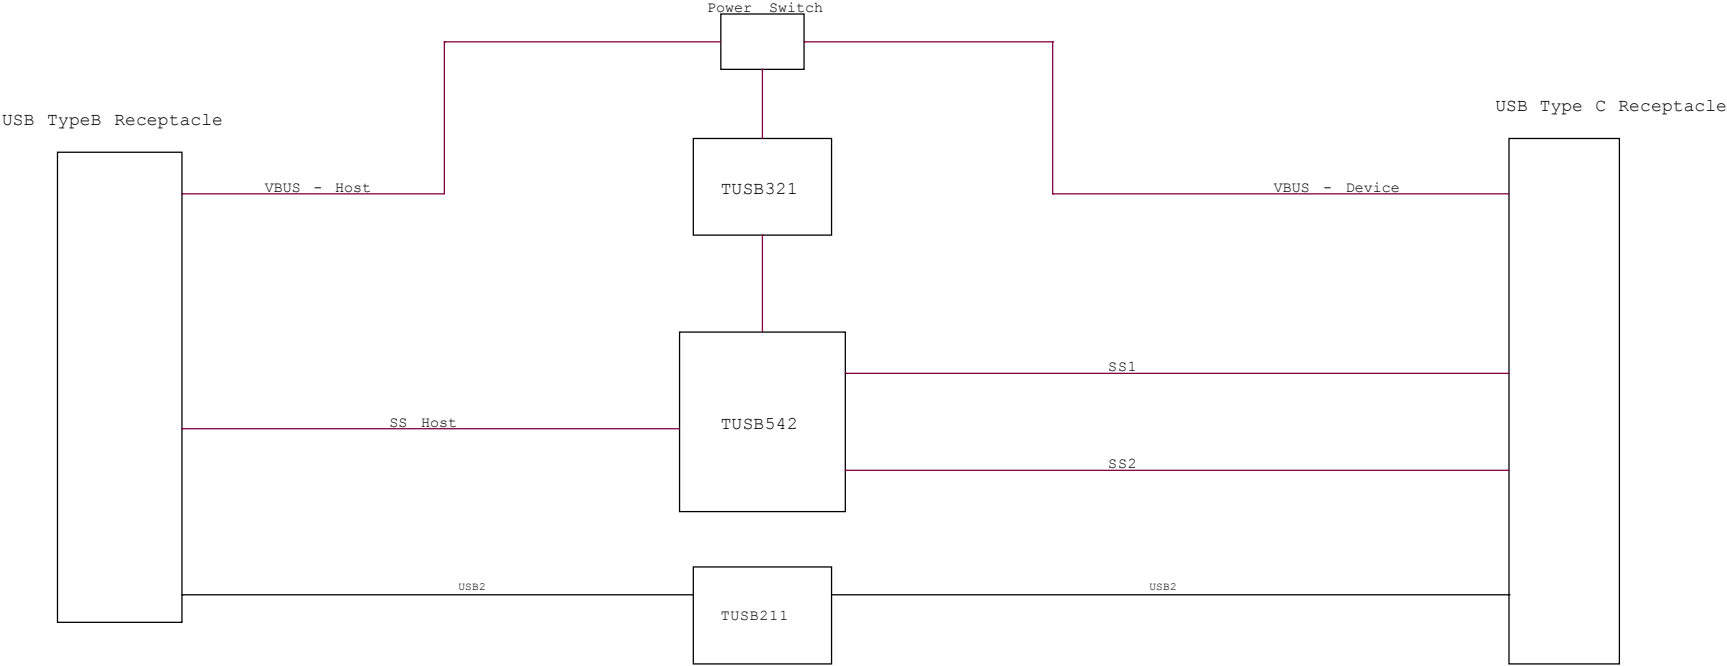 Power Switch
USB Type C Receptacle
USB TypeB Receptacle
VBUS - Host
TUSB321
VBUS - Device
SS1
SS Host
TUSB542
SS2
USB2
USB2
TUSB211